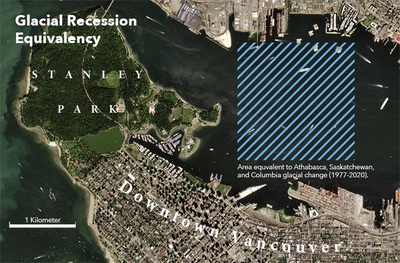 Glacial Recession
Equivalency
STANLEY
PARK
Area equvalent to Athabasca, Saskatchewan,
and Columbia glacial change (1977-2020).
Downtown Vancouver
1 Kilometer